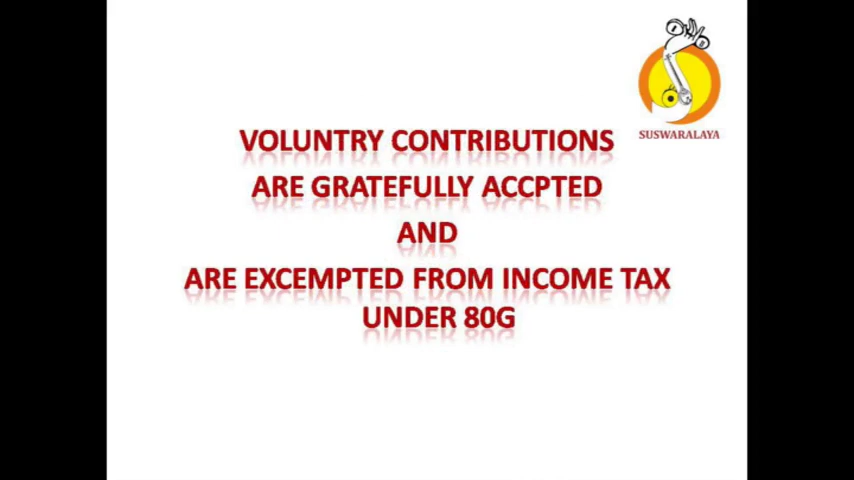 SUSWARALAYA
VOLUNTRY CONTRIBUTIONS
ARE GRATEFULLY ACCPTED
AND
ARE EXCEMPTED FROM INCOME TAX
UNDER 80G